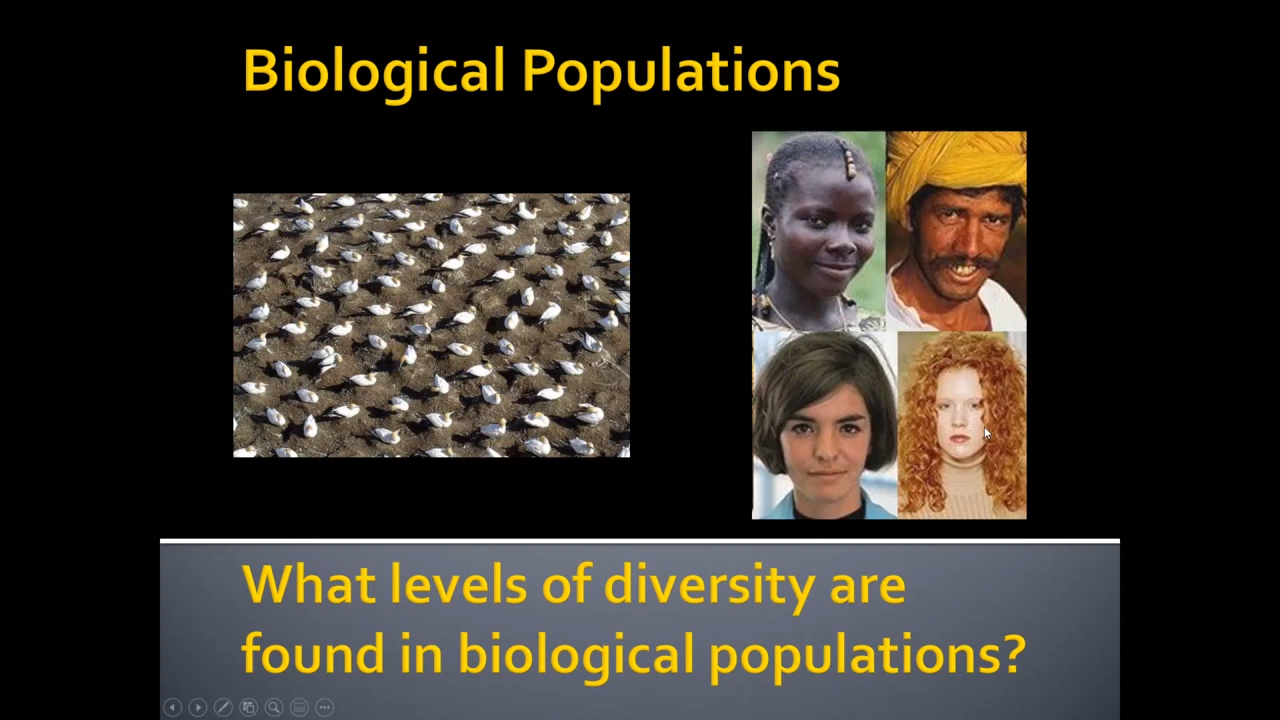 Biological Populations
What levels of diversity are
found in biological populations?